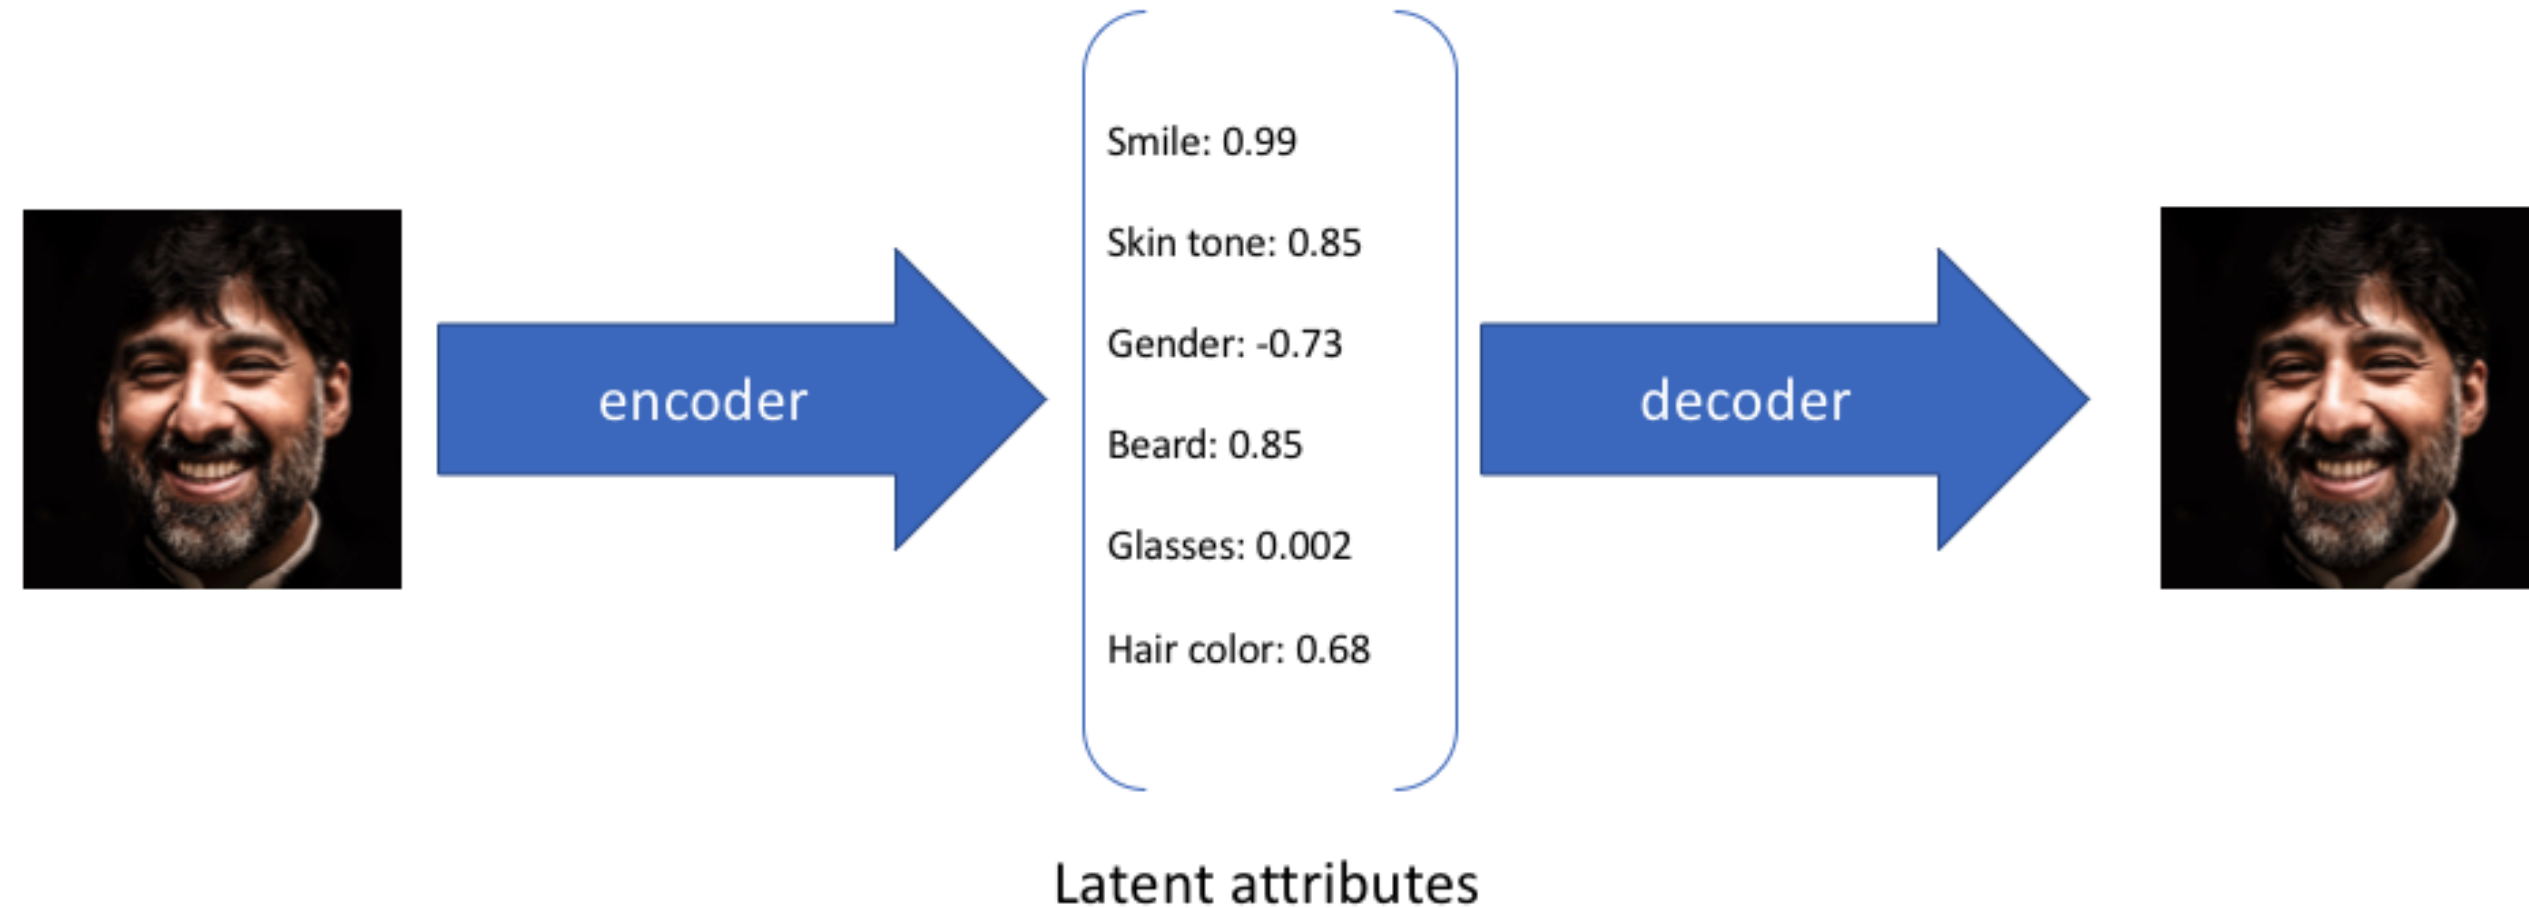 encoder
Smile: 0.99
Skin tone: 0.85
Gender: -0.73
Beard: 0.85
Glasses: 0.002
Hair color: 0.68
decoder
Latent attributes